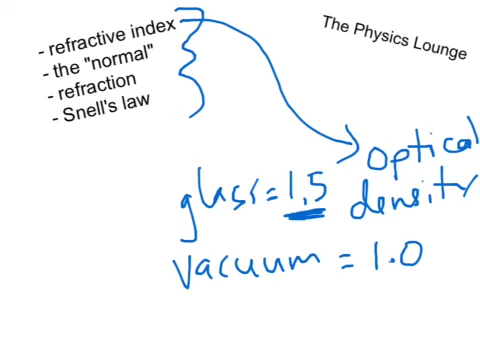 - refractive index
- the "normal"
- refraction
- Snell's law
The Physics Lounge
optical
density
glass = 1.5
vacuum = 1.0